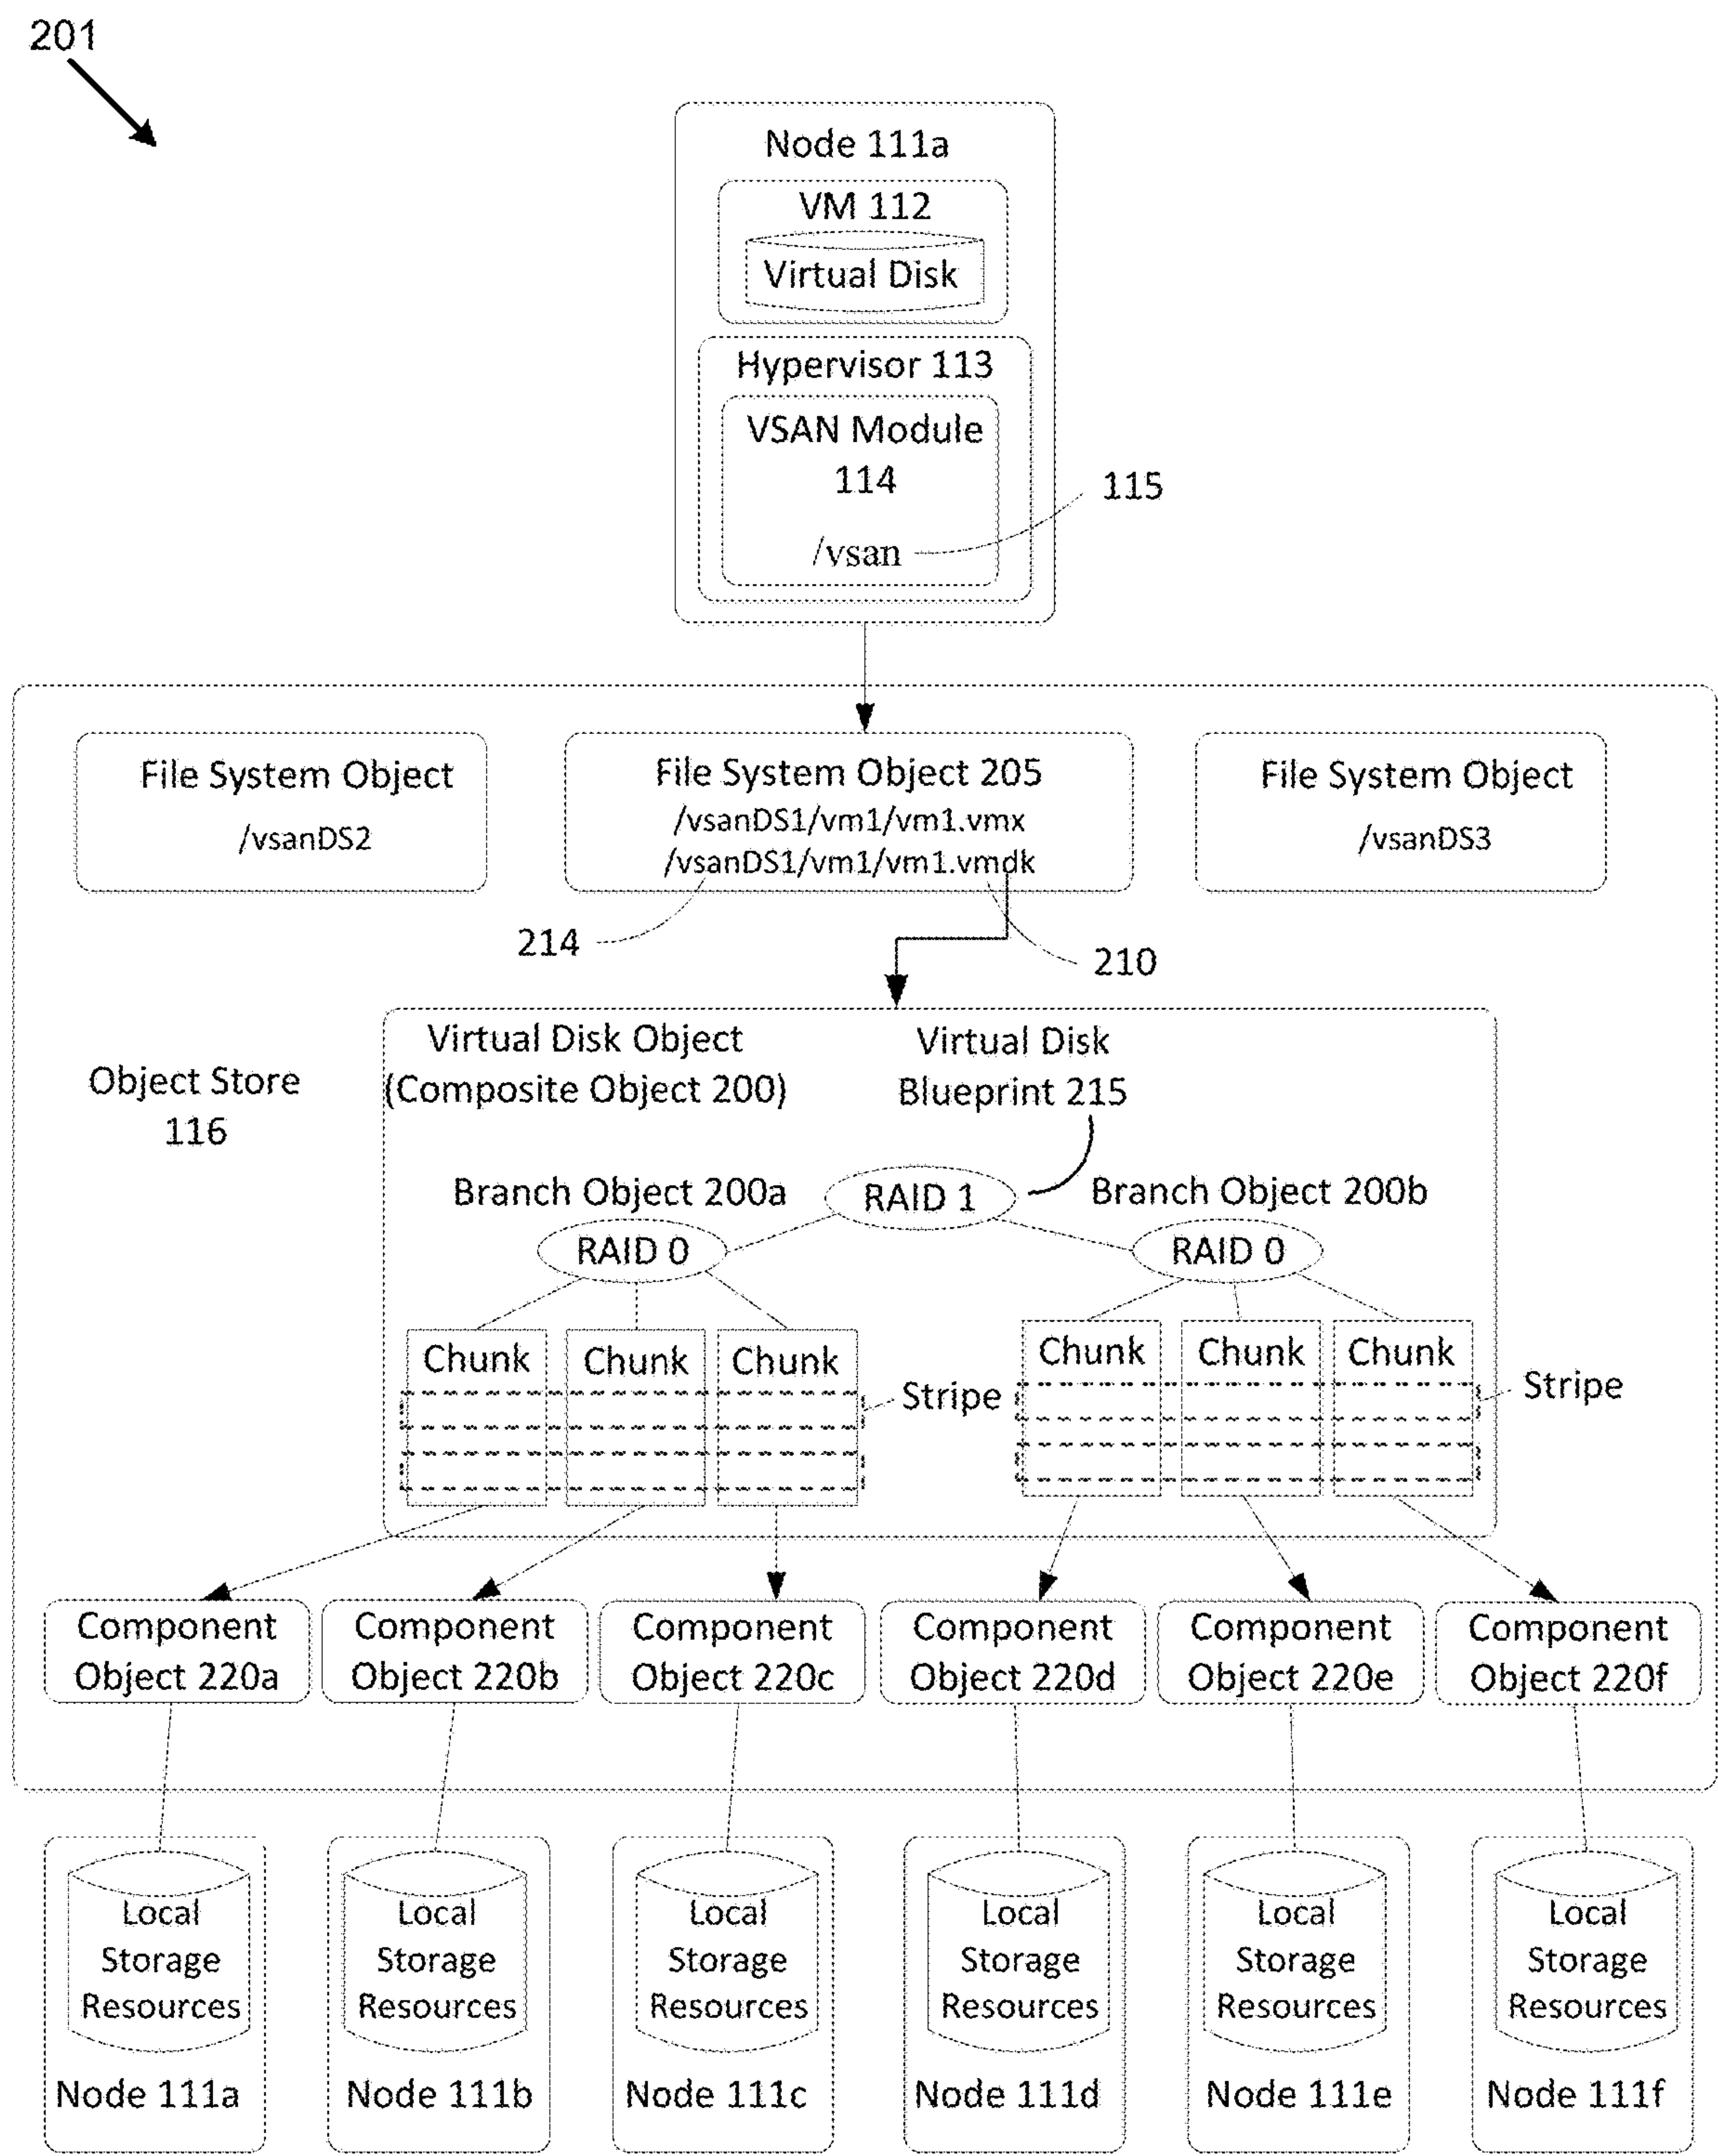 201
Node 111a
VM 112
Virtual Disk
Hypervisor 113
VSAN Module
114
115
/vsan
File System Object
/vsanDS2
File System Object 205
/vsanDS1/vm1/vm1.vmx
/vsanDS1/vm1/vm1.vmdk
File System Object
/vsanDS3
214
210
Object Store
116
Virtual Disk Object
(Composite Object 200)
Virtual Disk
Blueprint 215
Branch Object 200a
RAID 1
Branch Object 200b
RAID 0
RAID 0
Chunk
Chunk
Chunk
Stripe
Chunk
Chunk
Chunk
Stripe
Component
Object 220a
Component
Object 220b
Component
Object 220c
Component
Object 220d
Component
Object 220e
Component
Object 220f
Local
Storage
Resources
Node 111a
Local
Storage
Resources
Node 111b
Local
Storage
Resources
Node 111c
Local
Storage
Resources
Node 111d
Local
Storage
Resources
Node 111e
Local
Storage
Resources
Node 111f